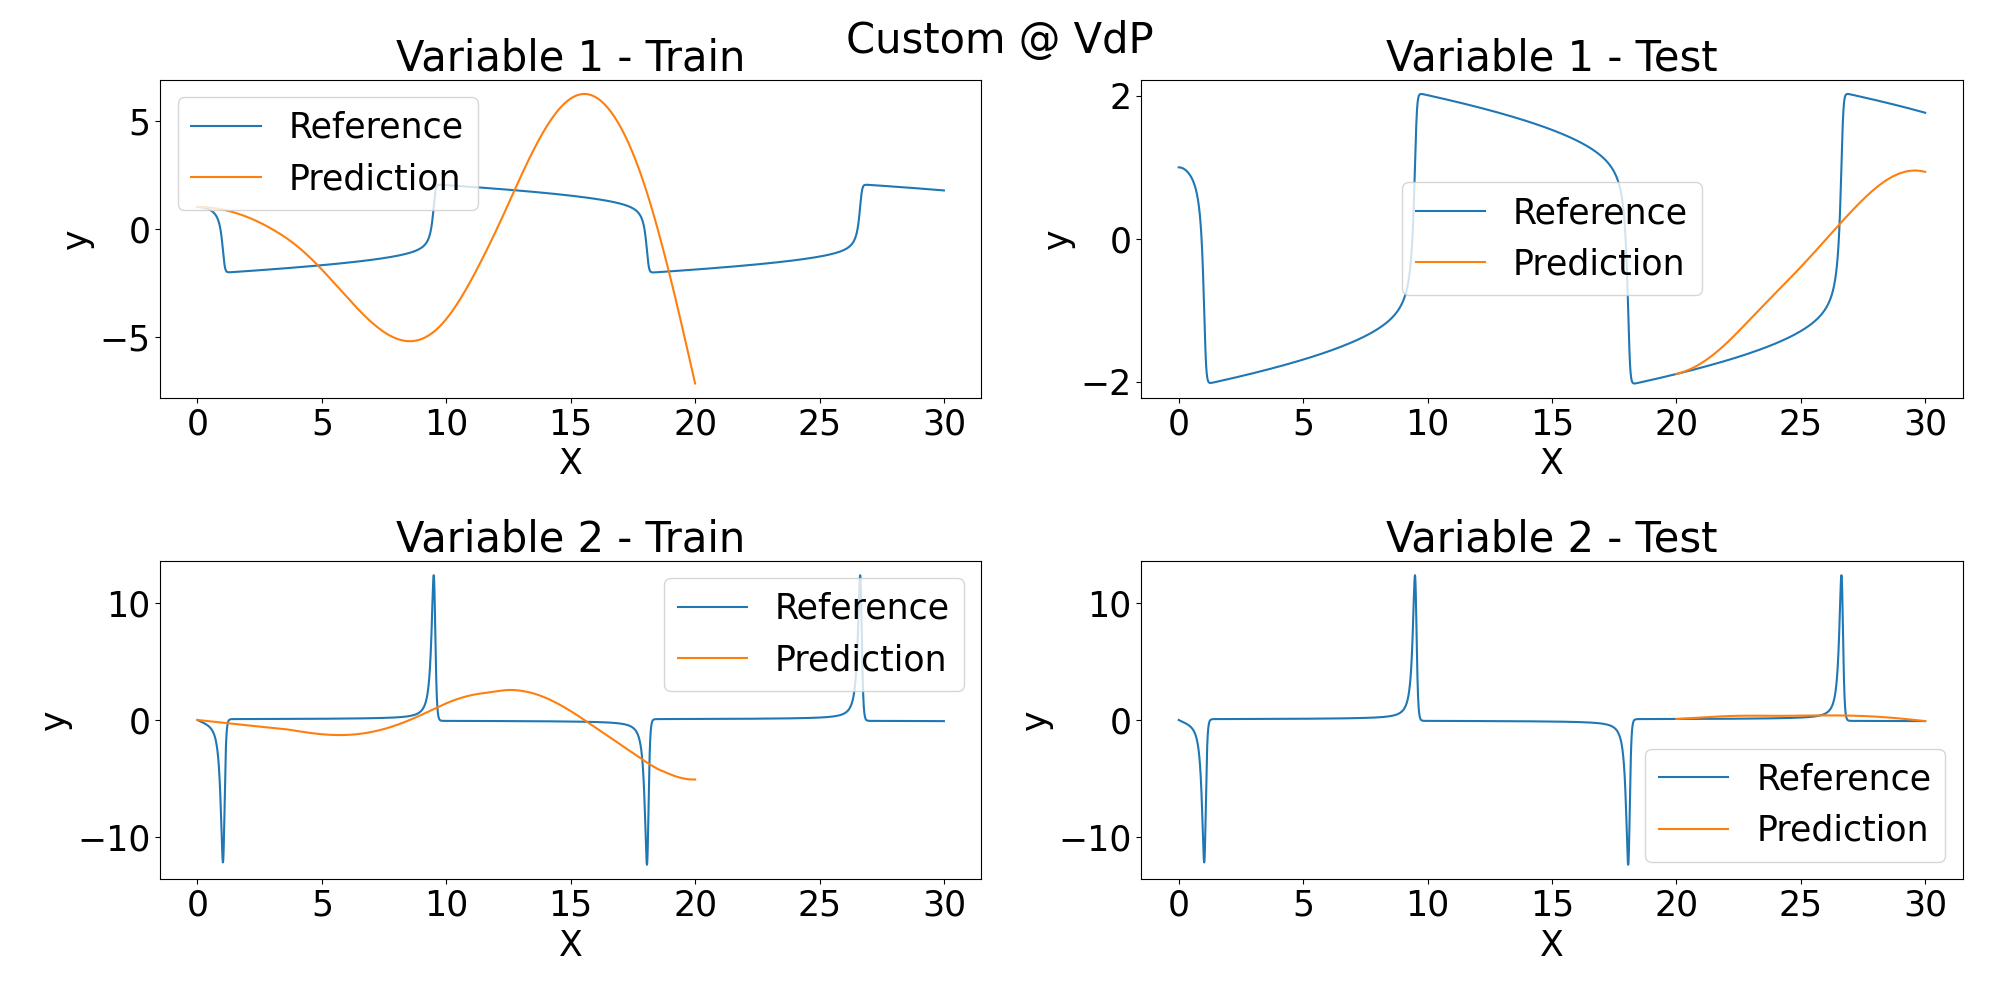 Custom @ VdP
Variable 1 - Train
5
0
−5
y
Reference
Prediction
0 5 10 15 20 25 30
X
Variable 1 - Test
2
0
−2
y
Reference
Prediction
0 5 10 15 20 25 30
X
Variable 2 - Train
10
0
−10
y
Reference
Prediction
0 5 10 15 20 25 30
X
Variable 2 - Test
10
0
−10
y
Reference
Prediction
0 5 10 15 20 25 30
X